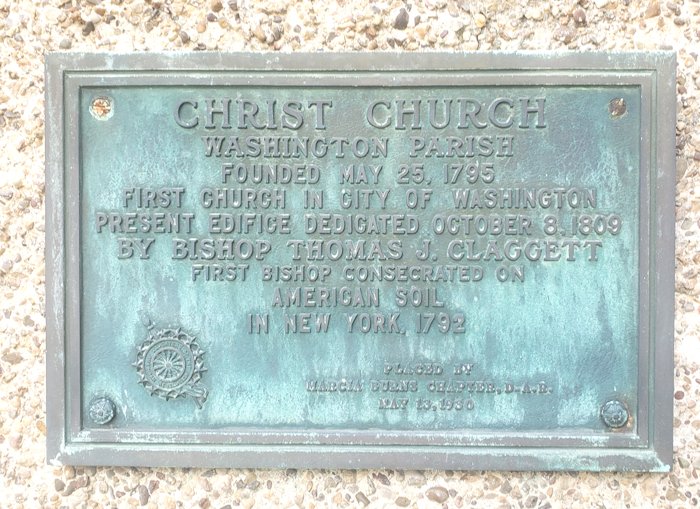 CHRIST CHURCH
WASHINGTON PARISH
FOUNDED MAY 25, 1795
FIRST CHURCH IN CITY OF WASHINGTON
PRESENT EDIFICE DEDICATED OCTOBER 8, 1809
BY BISHOP THOMAS J. CLAGGETT
FIRST BISHOP CONSECRATED ON
AMERICAN SOIL
IN NEW YORK, 1792
PLACED BY
MARCIA BURNS CHAPTER, D.A.R.
MAY 13, 1930